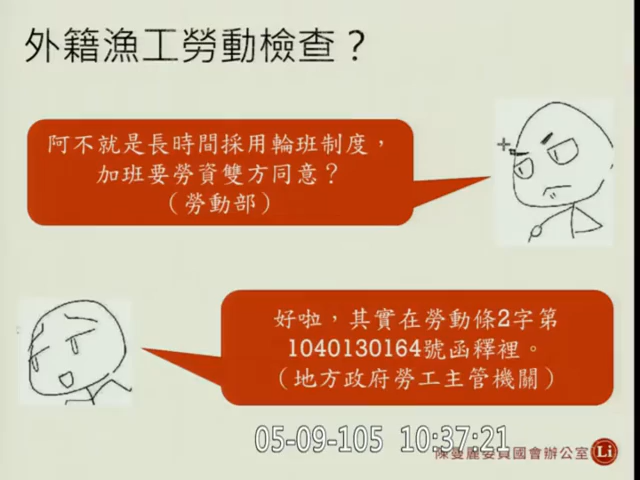 外籍漁工勞動檢查？
阿不就是長時間採用輪班制度，
加班要勞資雙方同意？
（勞動部）
好啦，其實在勞動條2字第
1040130164號函釋裡。
（地方政府勞工主管機關）
05-09-105 10:37:21
陳曼麗委員國會辦公室 Li